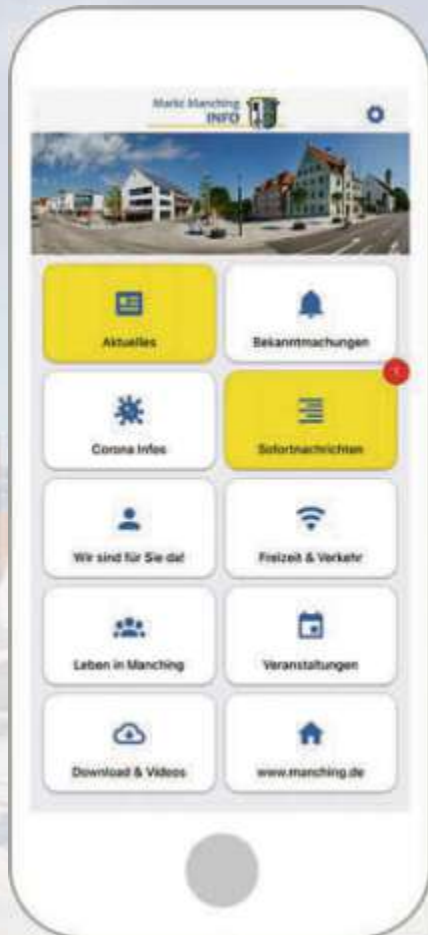 Markt Manching
INFO
Aktuelles
Bekanntmachungen
Corona Infos
Sofortnachrichten
Wir sind für Sie da!
Freizeit & Verkehr
Leben in Manching
Veranstaltungen
Download & Videos
www.manching.de